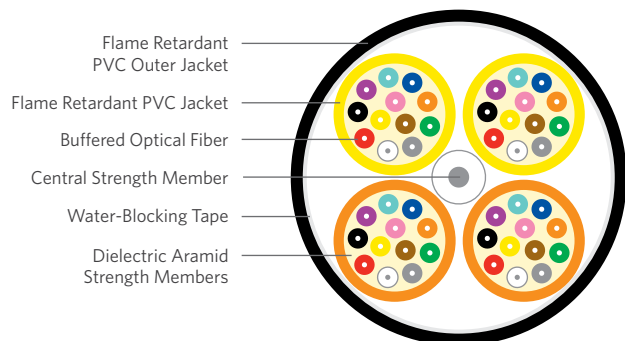 Flame Retardant
PVC Outer Jacket
Flame Retardant PVC Jacket
Buffered Optical Fiber
Central Strength Member
Water-Blocking Tape
Dielectric Aramid
Strength Members